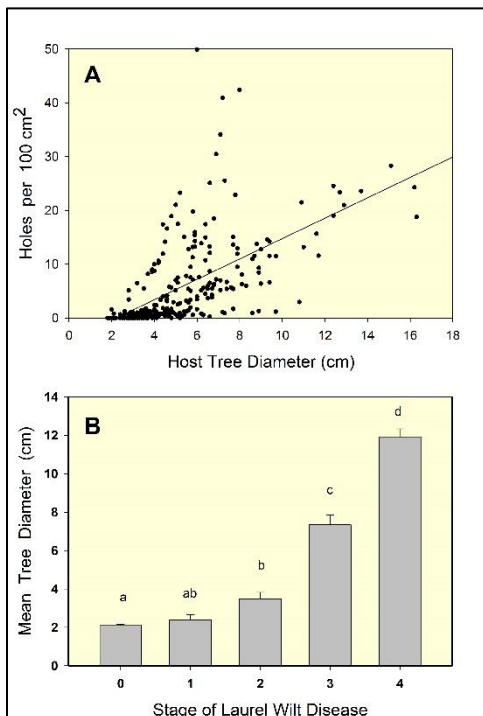 A
Holes per 100 cm²
50
40
30
20
10
0
0 2 4 6 8 10 12 14 16 18
Host Tree Diameter (cm)
B
Mean Tree Diameter (cm)
14
12
10
8
6
4
2
0
a
ab
b
c
d
0 1 2 3 4
Stage of Laurel Wilt Disease